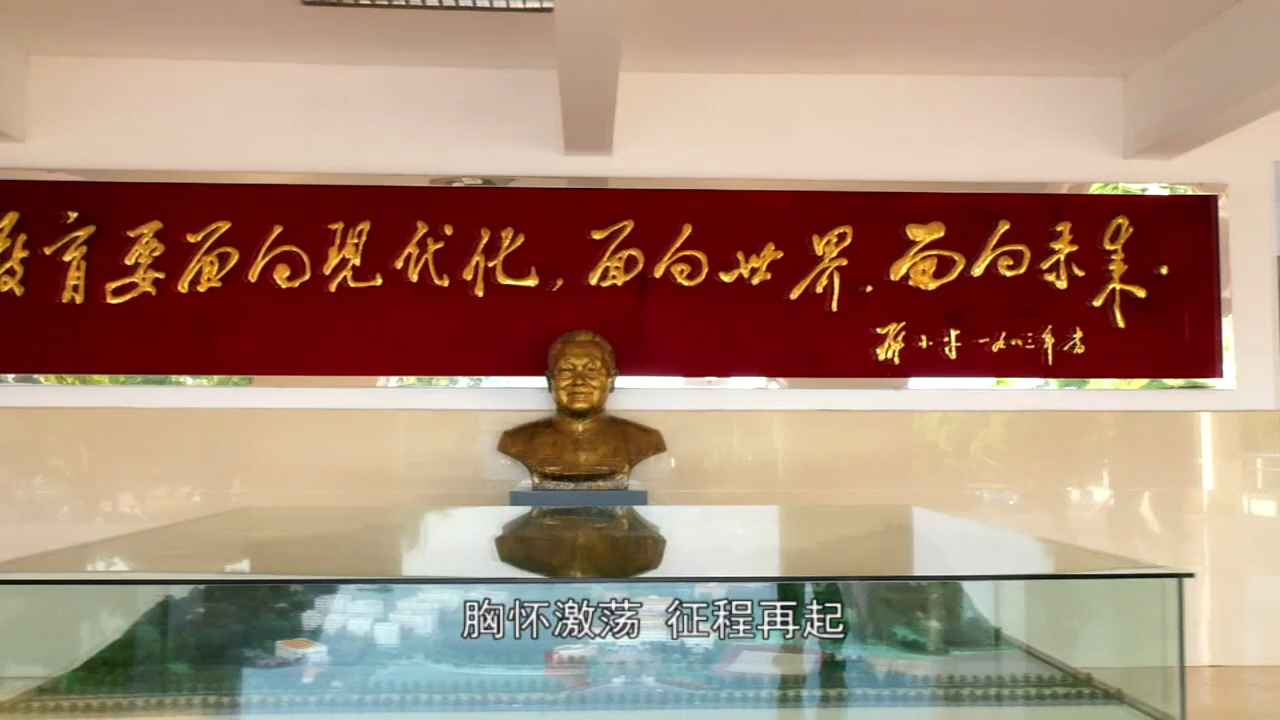 教育要面向现代化，面向世界，面向未来。
邓小平 一九八三年书
胸怀激荡 征程再起